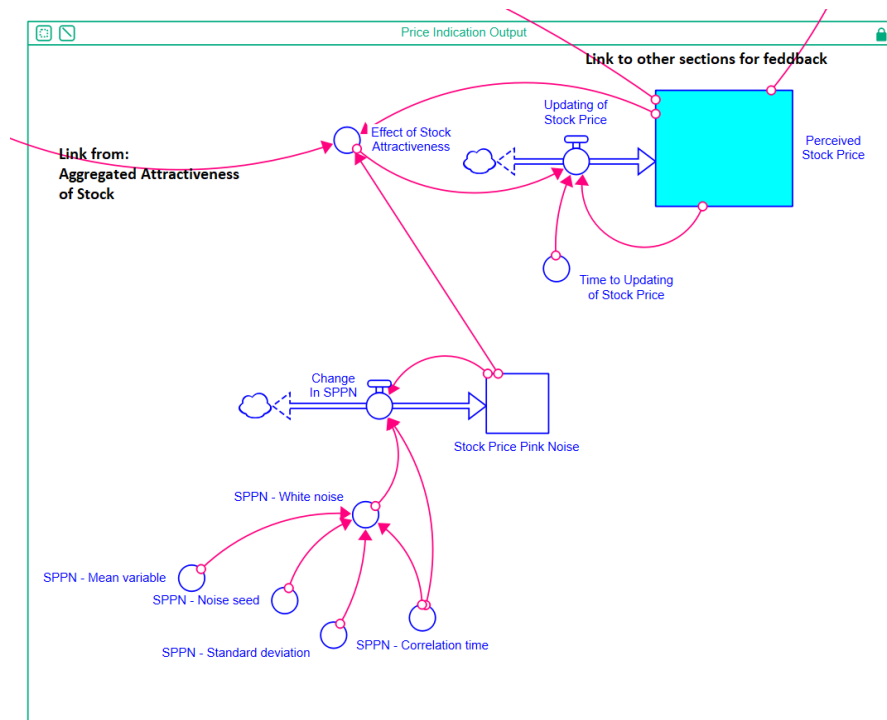 Price Indication Output
Link to other sections for feddback
Updating of
Stock Price
Effect of Stock
Attractiveness
Perceived
Stock Price
Link from:
Aggregated Attractiveness
of Stock
Time to Updating
of Stock Price
Change
In SPPN
Stock Price Pink Noise
SPPN - White noise
SPPN - Mean variable
SPPN - Noise seed
SPPN - Standard deviation
SPPN - Correlation time